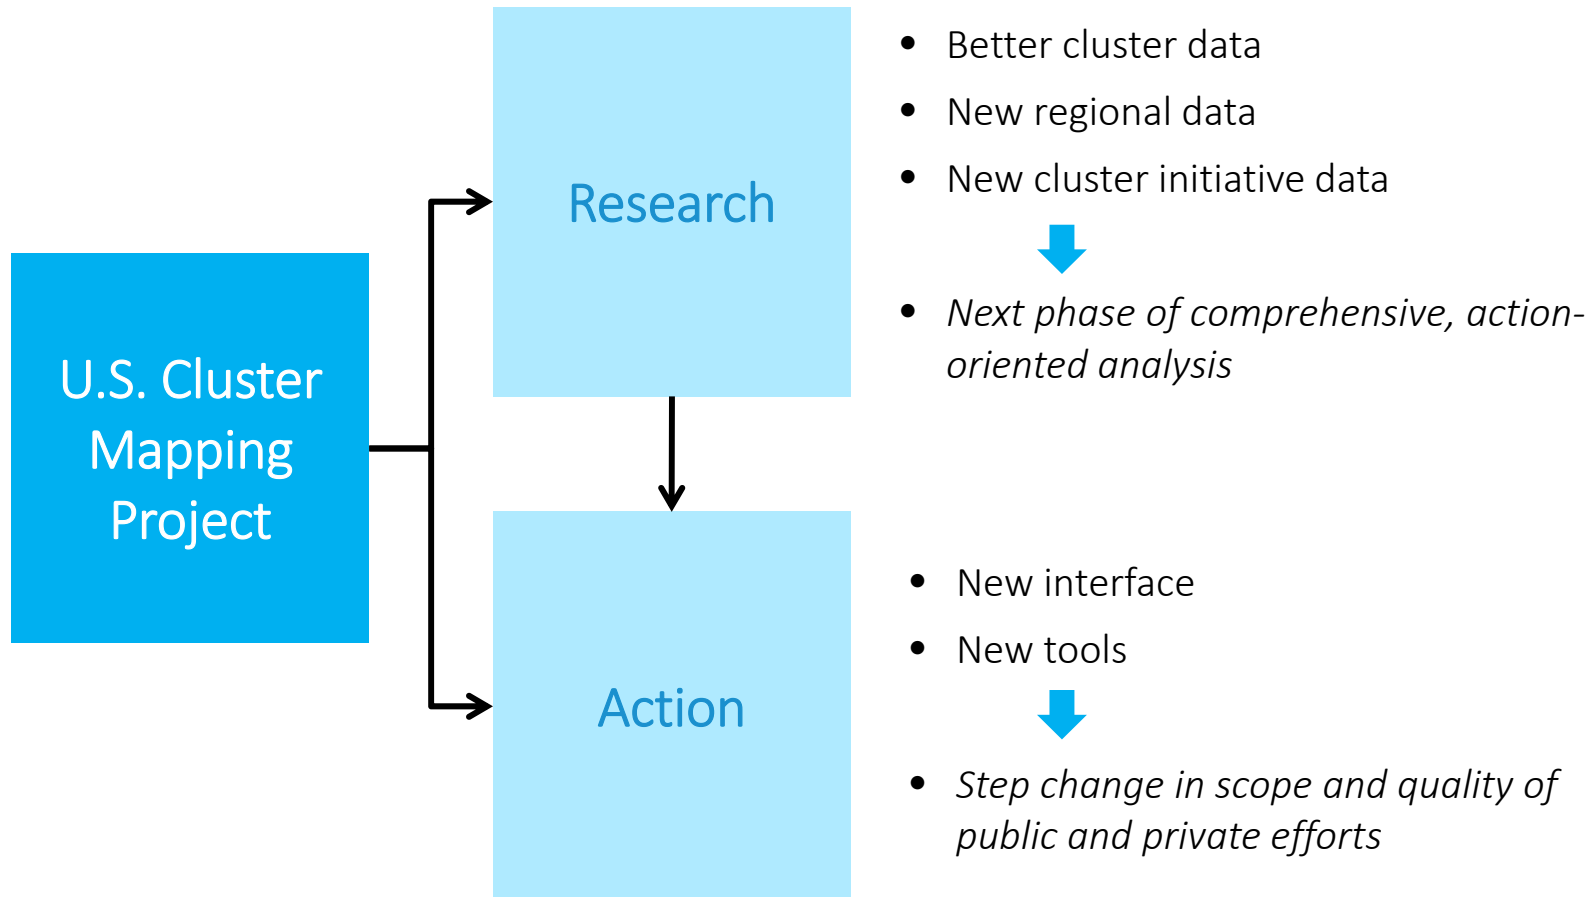 U.S. Cluster
Mapping
Project
Research
• Better cluster data
• New regional data
• New cluster initiative data
• Next phase of comprehensive, action-
oriented analysis
Action
• New interface
• New tools
• Step change in scope and quality of
public and private efforts